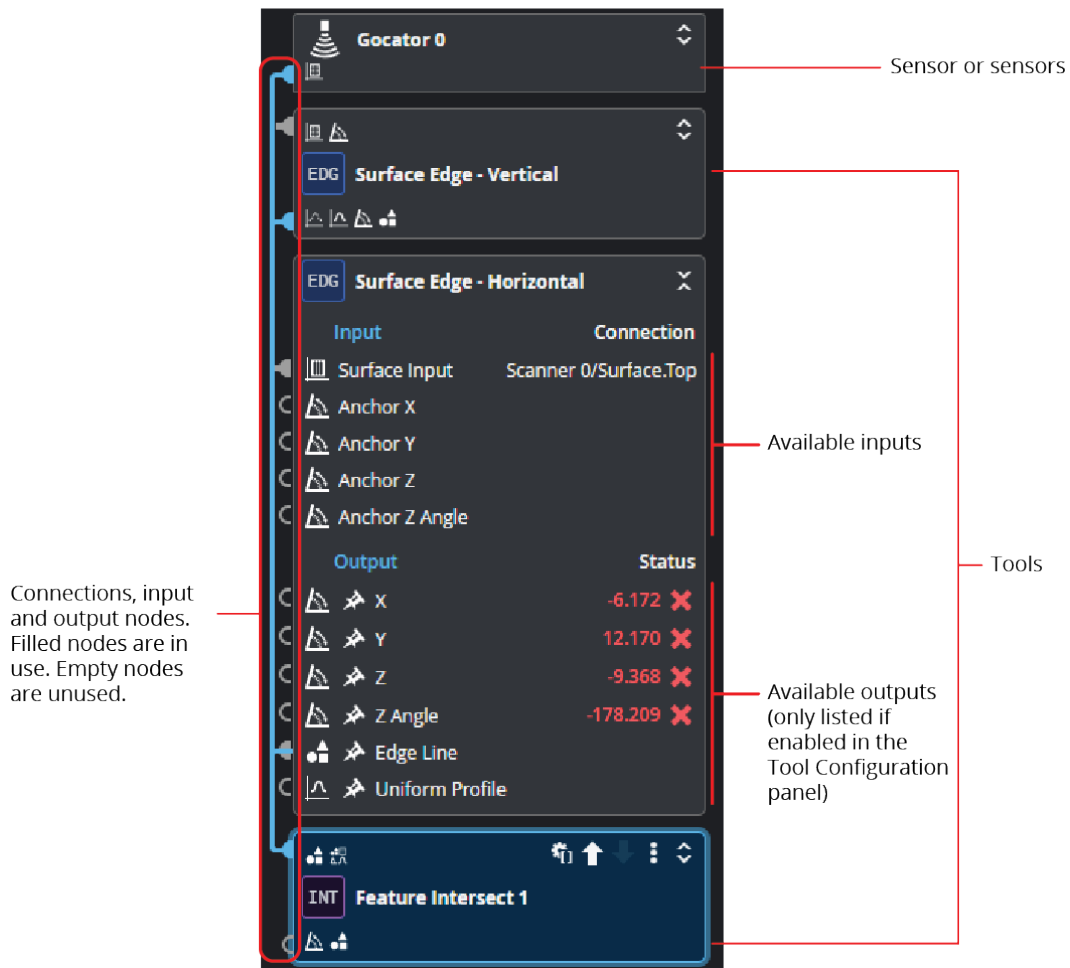 Gocator 0
Sensor or sensors
EDG Surface Edge - Vertical
EDG Surface Edge - Horizontal
Input Connection
Surface Input Scanner 0/Surface.Top
Anchor X
Anchor Y
Available inputs
Anchor Z
Anchor Z Angle
Output Status
Tools
X -6.172
Y 12.170
Z -9.368
Z Angle -178.209
Edge Line
Uniform Profile
Connections, input
and output nodes.
Filled nodes are in
use. Empty nodes
are unused.
Available outputs
(only listed if
enabled in the
Tool Configuration
panel)
INT Feature Intersect 1